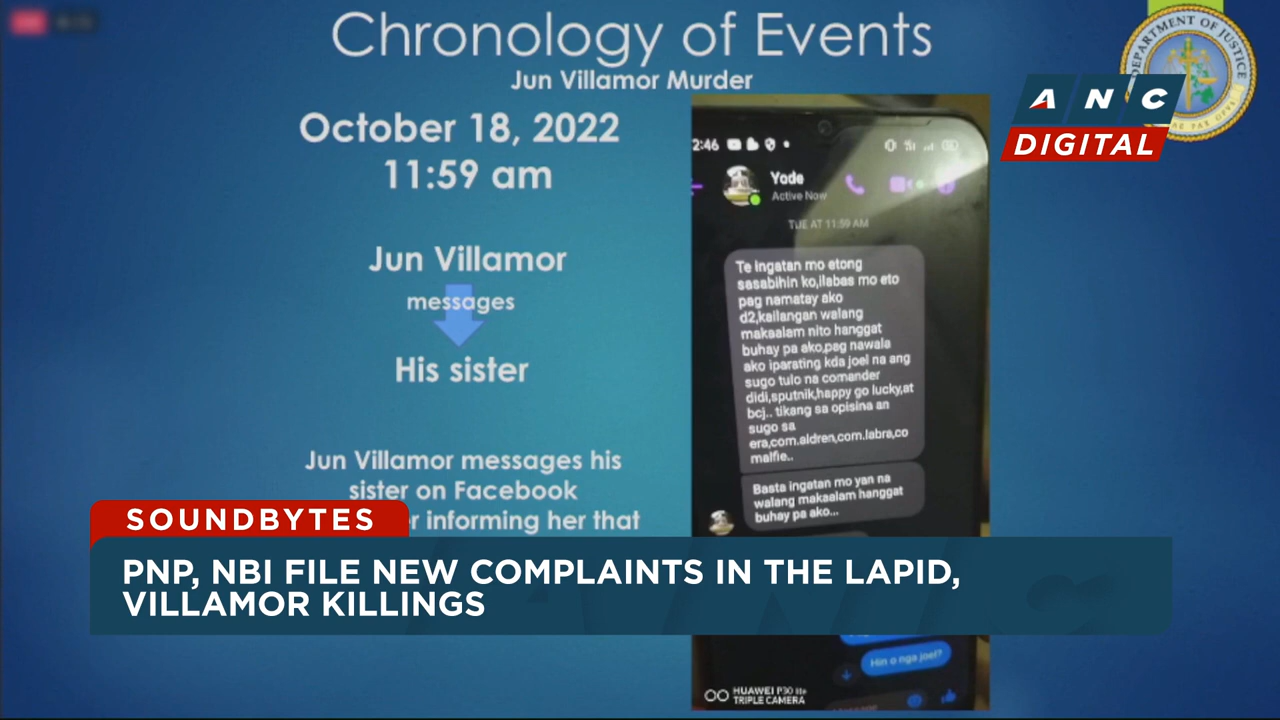 Chronology of Events
Jun Villamor Murder
DEPARTMENT OF JUSTICE
ANC
DIGITAL
October 18, 2022
11:59 am
Jun Villamor
messages
His sister
Jun Villamor messages his
sister on Facebook
r informing her that
2:46
Yode
Active Now
TUE AT 11:59 AM
Te ingatan mo etong
sasabihin ko,ilabas mo eto
pag namatay ako
d2,kailangan walang
makaalam nito hanggat
buhay pa ako,pag nawala
ako iparating kda joel na ang
sugo tulo na comander
didi,sputnik,happy go lucky,at
bcj.. tikang sa opisina an
sugo sa
era,com.aldren,com.labra,co
malfie..
Basta ingatan mo yan na
walang makaalam hanggat
buhay pa ako...
SOUNDBYTES
PNP, NBI FILE NEW COMPLAINTS IN THE LAPID,
VILLAMOR KILLINGS
Hin o nga joel?
HUAWEI P30 lite
TRIPLE CAMERA